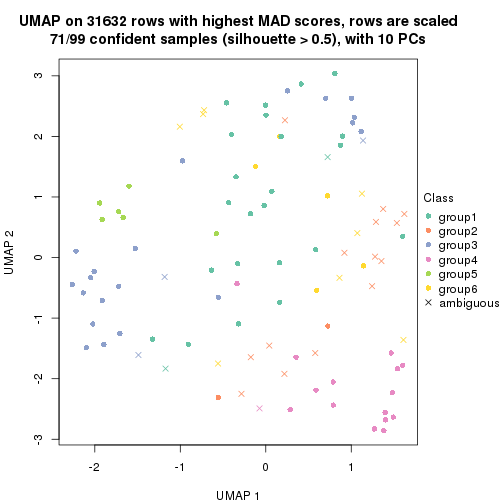 UMAP on 31632 rows with highest MAD scores, rows are scaled
71/99 confident samples (silhouette > 0.5), with 10 PCs
3
2
1
0
-1
-2
-3
UMAP 2
-2
-1
0
1
UMAP 1
Class
group1
group2
group3
group4
group5
group6
ambiguous